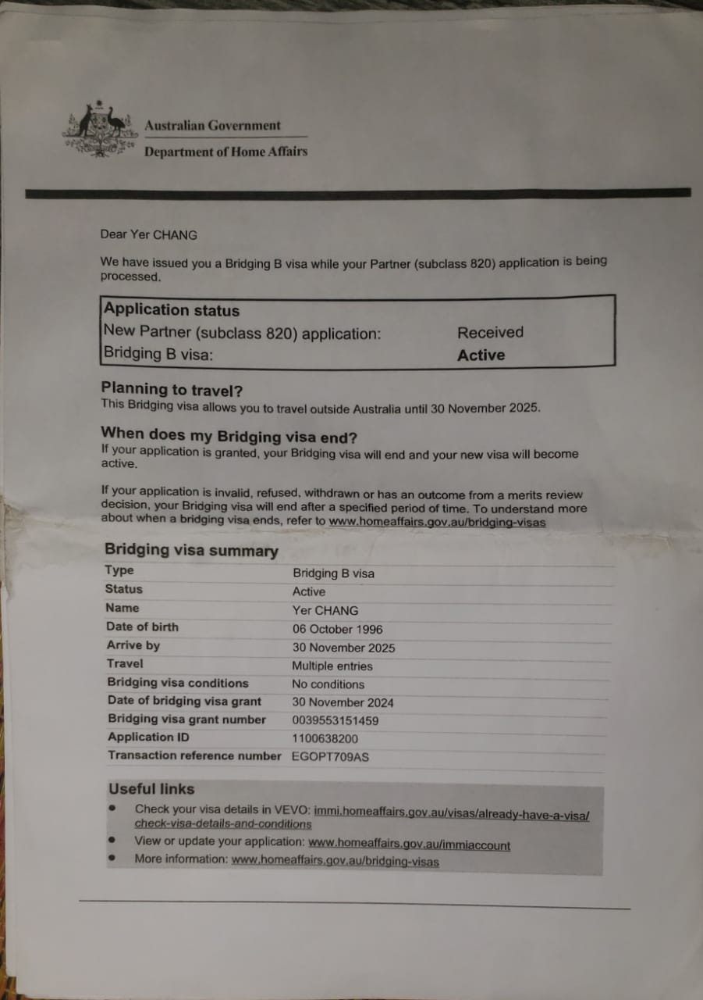 Australian Government
Department of Home Affairs
Dear Yer CHANG
We have issued you a Bridging B visa while your Partner (subclass 820) application is being
processed.
Application status
New Partner (subclass 820) application: Received
Bridging B visa: Active
Planning to travel?
This Bridging visa allows you to travel outside Australia until 30 November 2025.
When does my Bridging visa end?
If your application is granted, your Bridging visa will end and your new visa will become
active.
If your application is invalid, refused, withdrawn or has an outcome from a merits review
decision, your Bridging visa will end after a specified period of time. To understand more
about when a bridging visa ends, refer to www.homeaffairs.gov.au/bridging-visas
Bridging visa summary
Type Bridging B visa
Status Active
Name Yer CHANG
Date of birth 06 October 1996
Arrive by 30 November 2025
Travel Multiple entries
Bridging visa conditions No conditions
Date of bridging visa grant 30 November 2024
Bridging visa grant number 0039553151459
Application ID 1100638200
Transaction reference number EGOPT709AS
Useful links
• Check your visa details in VEVO: immi.homeaffairs.gov.au/visas/already-have-a-visa/
check-visa-details-and-conditions
• View or update your application: www.homeaffairs.gov.au/immiaccount
• More information: www.homeaffairs.gov.au/bridging-visas